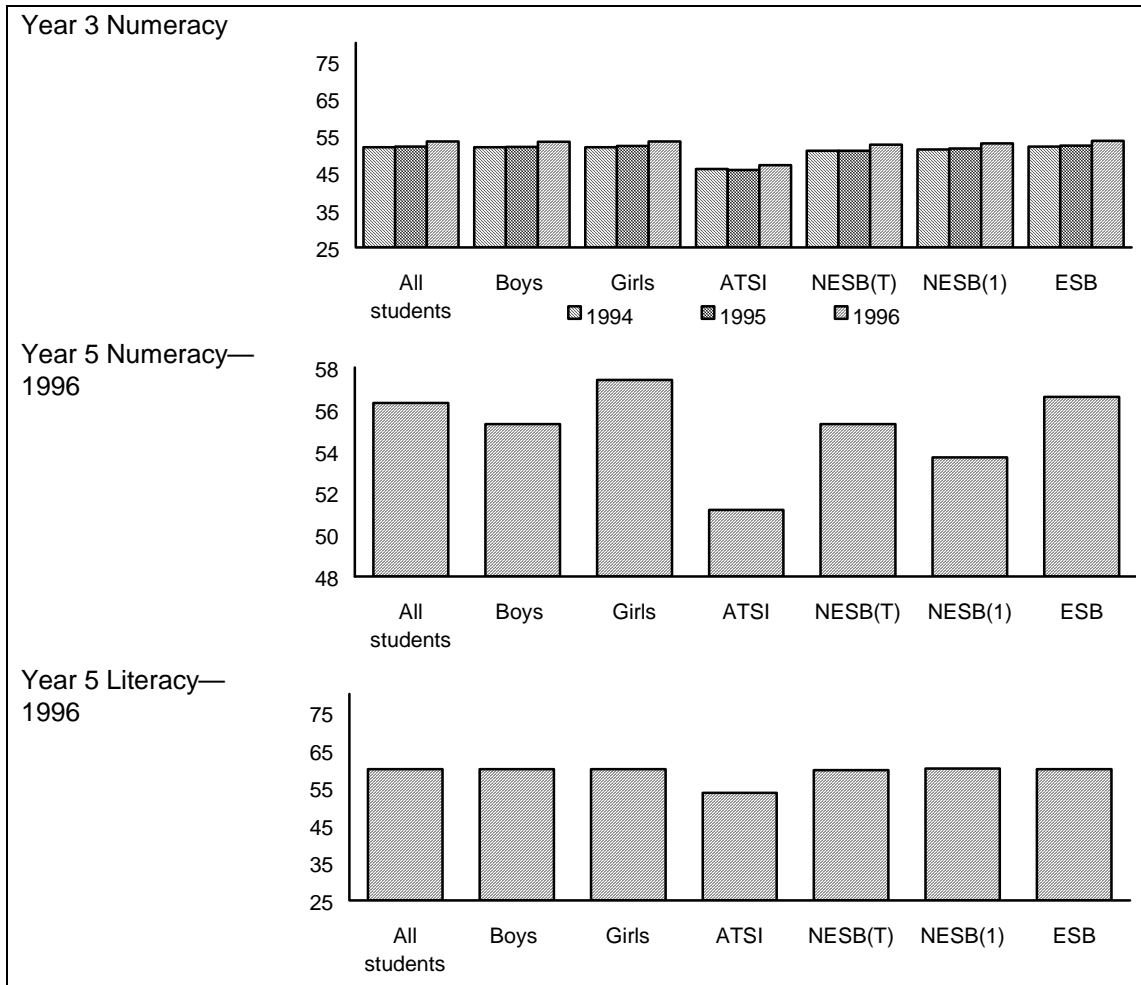 Year 3 Numeracy
75
65
55
45
35
25
All students
Boys
Girls
ATSI
NESB(T)
NESB(1)
ESB
1994
1995
1996
Year 5 Numeracy—
1996
58
56
54
52
50
48
All students
Boys
Girls
ATSI
NESB(T)
NESB(1)
ESB
Year 5 Literacy—
1996
75
65
55
45
35
25
All students
Boys
Girls
ATSI
NESB(T)
NESB(1)
ESB